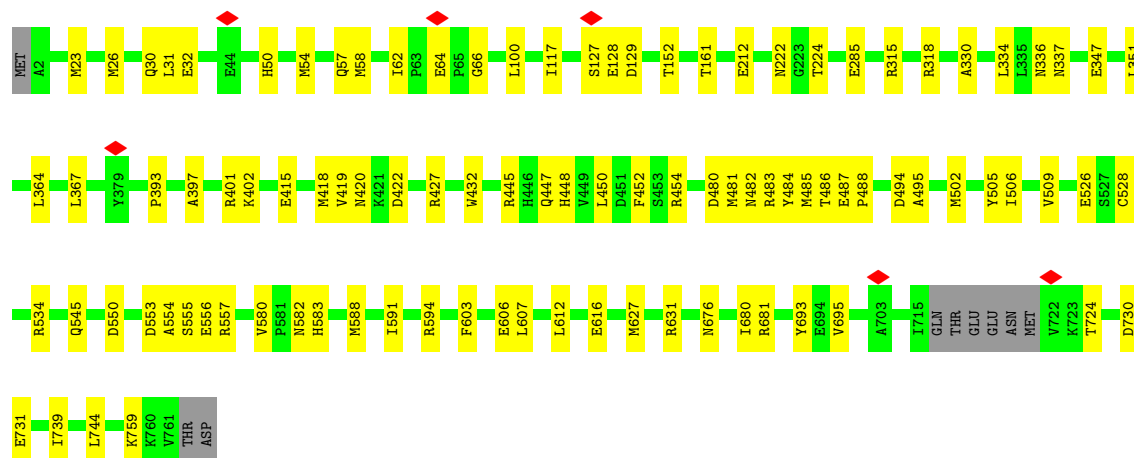 MET A2 M23 M26 Q30 L31 E32 E44 H50 M54 Q57 M58 I62 P63 E64 P65 G66 L100 I117 S127 E128 D129 T152 T161 E212 N222 G223 T224 E285 R315 R318 A330 L334 L335 N336 N337 E347 L351
L364 L367 Y379 P393 A397 R401 K402 E415 M418 V419 N420 K421 D422 R427 W432 R445 H446 Q447 H448 V449 L450 D451 F452 S453 R454 D480 M481 N482 R483 Y484 M485 T486 E487 P488 D494 A495 M502 Y505 I506 V509 E526 S527 C528
R534 Q545 D550 D553 A554 S555 E556 R557 V580 P581 N582 H583 M588 I591 R594 F603 E606 L607 L612 E616 M627 R631 N676 I680 R681 Y693 E694 V695 A703 I715 GLN THR GLU GLU ASN MET V722 K723 T724 D730
E731 I739 L744 K759 K760 V761 THR ASP